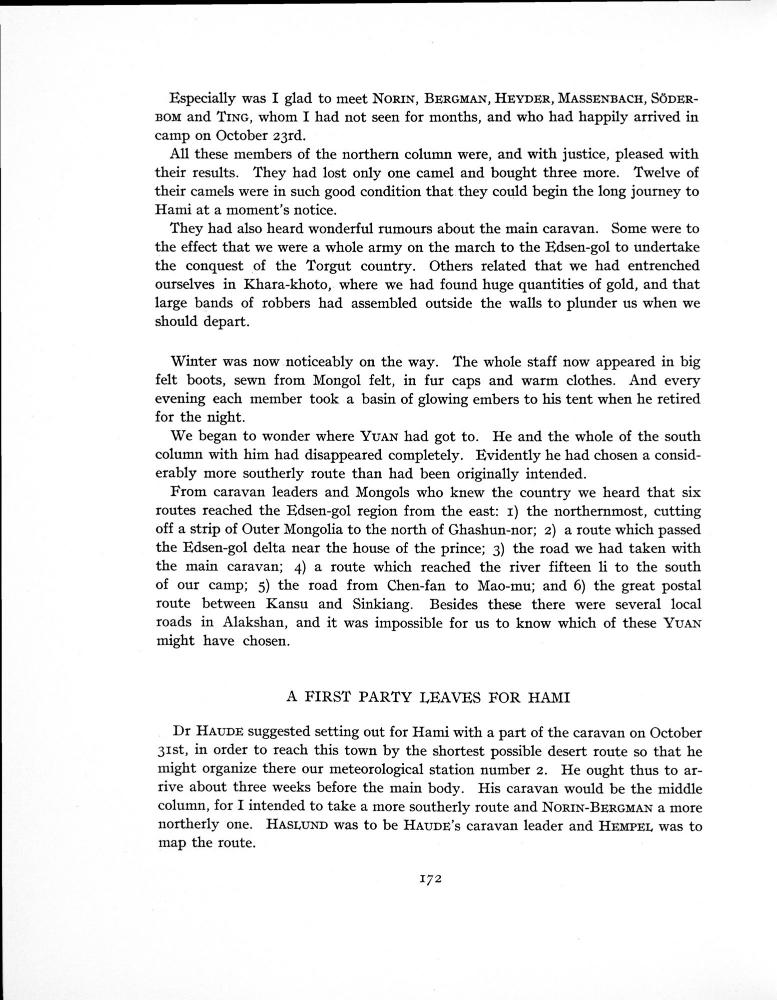 Especially was I glad to meet NORIN, BERGMAN, HEYDER, MASSENBACH, SÖDER-
BOM and TING, whom I had not seen for months, and who had happily arrived in
camp on October 23rd.
All these members of the northern column were, and with justice, pleased with
their results. They had lost only one camel and bought three more. Twelve of
their camels were in such good condition that they could begin the long journey to
Hami at a moment's notice.
They had also heard wonderful rumours about the main caravan. Some were to
the effect that we were a whole army on the march to the Edsen-gol to undertake
the conquest of the Torgut country. Others related that we had entrenched
ourselves in Khara-khoto, where we had found huge quantities of gold, and that
large bands of robbers had assembled outside the walls to plunder us when we
should depart.
Winter was now noticeably on the way. The whole staff now appeared in big
felt boots, sewn from Mongol felt, in fur caps and warm clothes. And every
evening each member took a basin of glowing embers to his tent when he retired
for the night.
We began to wonder where YUAN had got to. He and the whole of the south
column with him had disappeared completely. Evidently he had chosen a consid-
erably more southerly route than had been originally intended.
From caravan leaders and Mongols who knew the country we heard that six
routes reached the Edsen-gol region from the east: 1) the northernmost, cutting
off a strip of Outer Mongolia to the north of Ghashun-nor; 2) a route which passed
the Edsen-gol delta near the house of the prince; 3) the road we had taken with
the main caravan; 4) a route which reached the river fifteen li to the south
of our camp; 5) the road from Chen-fan to Mao-mu; and 6) the great postal
route between Kansu and Sinkiang. Besides these there were several local
roads in Alakshan, and it was impossible for us to know which of these YUAN
might have chosen.
A FIRST PARTY LEAVES FOR HAMI
Dr HAUDE suggested setting out for Hami with a part of the caravan on October
31st, in order to reach this town by the shortest possible desert route so that he
might organize there our meteorological station number 2. He ought thus to ar-
rive about three weeks before the main body. His caravan would be the middle
column, for I intended to take a more southerly route and NORIN-BERGMAN a more
northerly one. HASLUND was to be HAUDE's caravan leader and HEMPEL was to
map the route.
172